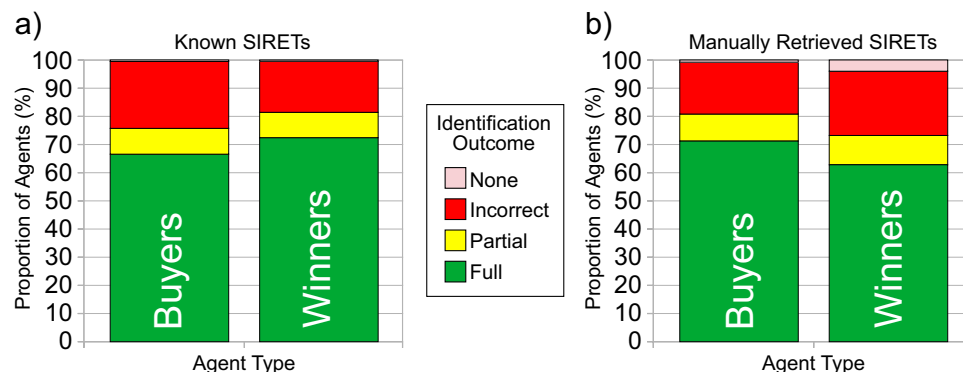 a)
Known SIRETs
Proportion of Agents (%)
100
90
80
70
60
50
40
30
20
10
0
Buyers
Winners
Agent Type
Identification
Outcome
None
Incorrect
Partial
Full
b)
Manually Retrieved SIRETs
Proportion of Agents (%)
100
90
80
70
60
50
40
30
20
10
0
Buyers
Winners
Agent Type